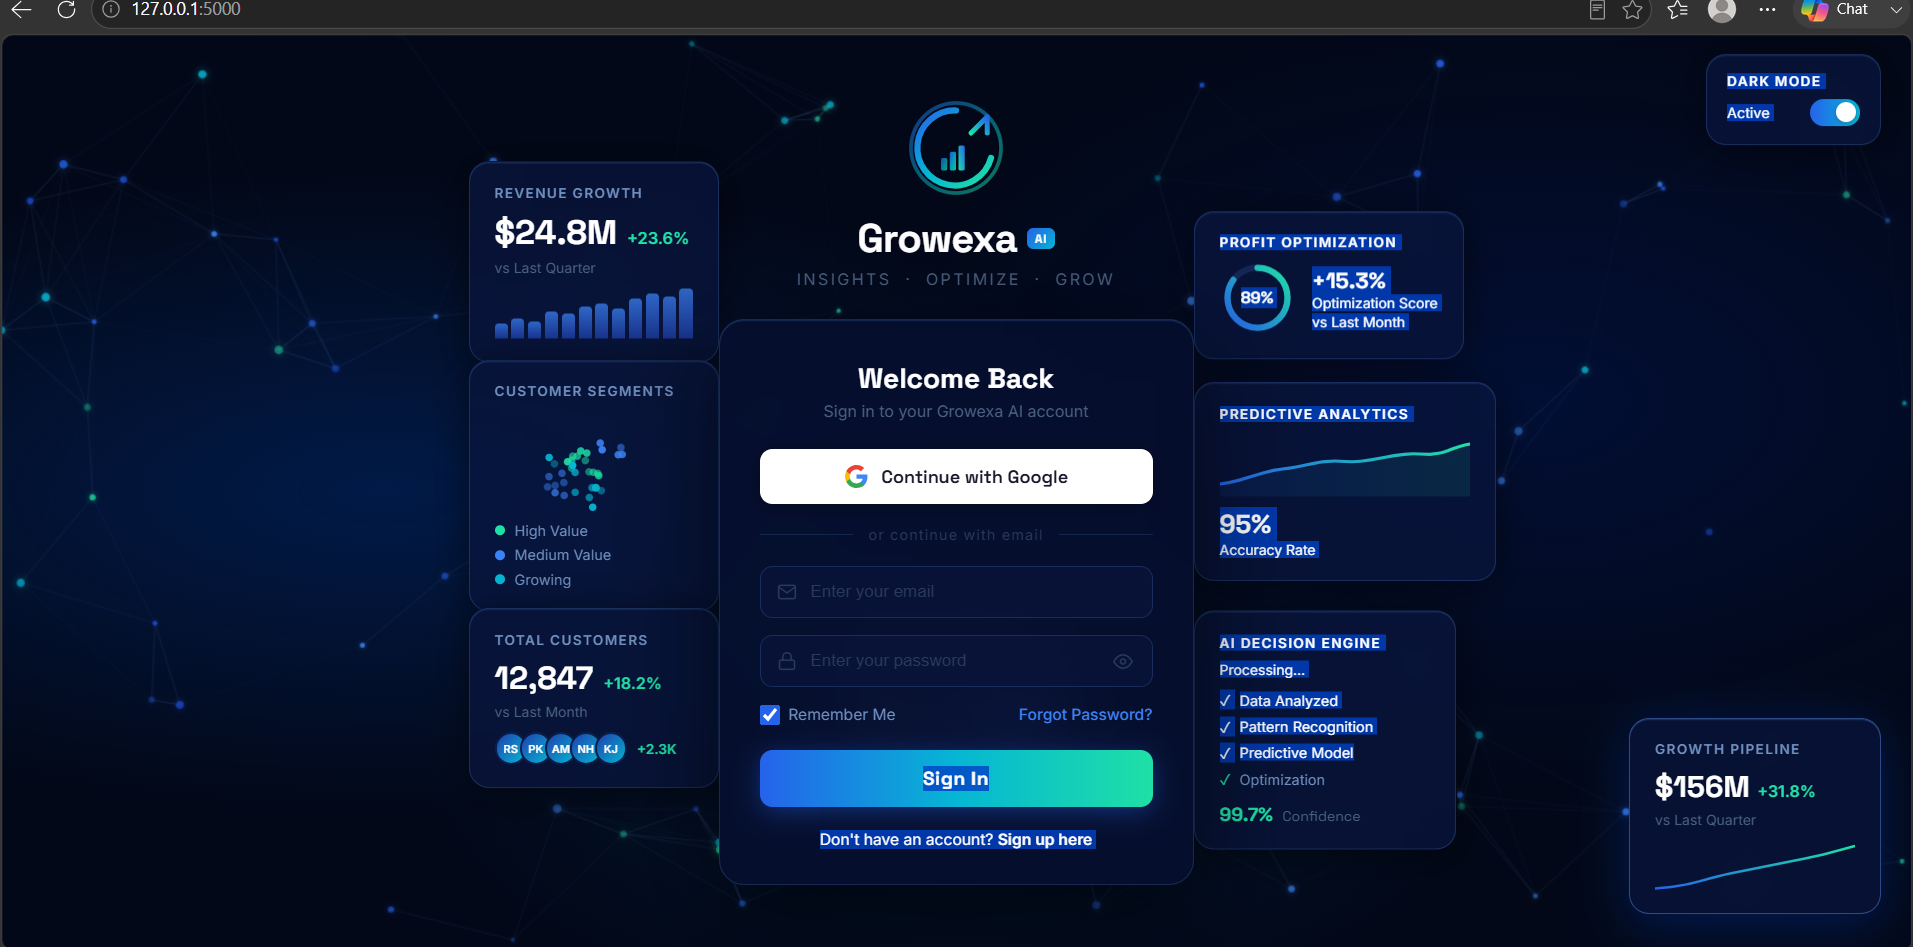 127.0.0.1:5000
Chat
DARK MODE
Active
Growexa AI
INSIGHTS · OPTIMIZE · GROW
REVENUE GROWTH
$24.8M +23.6%
vs Last Quarter
CUSTOMER SEGMENTS
High Value
Medium Value
Growing
TOTAL CUSTOMERS
12,847 +18.2%
vs Last Month
RS PK AM NH KJ +2.3K
Welcome Back
Sign in to your Growexa AI account
Continue with Google
or continue with email
Enter your email
Enter your password
Remember Me Forgot Password?
Sign In
Don't have an account? Sign up here
PROFIT OPTIMIZATION
89%
+15.3%
Optimization Score
vs Last Month
PREDICTIVE ANALYTICS
95%
Accuracy Rate
AI DECISION ENGINE
Processing...
✓ Data Analyzed
✓ Pattern Recognition
✓ Predictive Model
✓ Optimization
99.7% Confidence
GROWTH PIPELINE
$156M +31.8%
vs Last Quarter